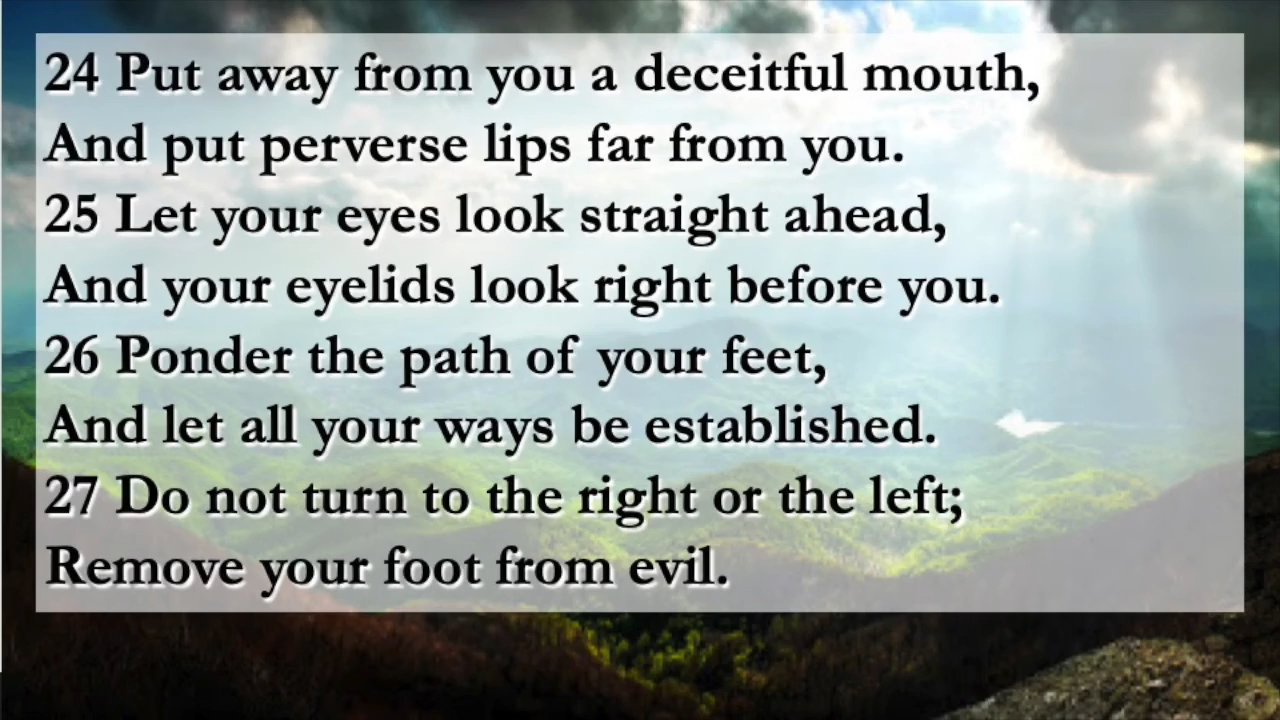 24 Put away from you a deceitful mouth,
And put perverse lips far from you.
25 Let your eyes look straight ahead,
And your eyelids look right before you.
26 Ponder the path of your feet,
And let all your ways be established.
27 Do not turn to the right or the left;
Remove your foot from evil.